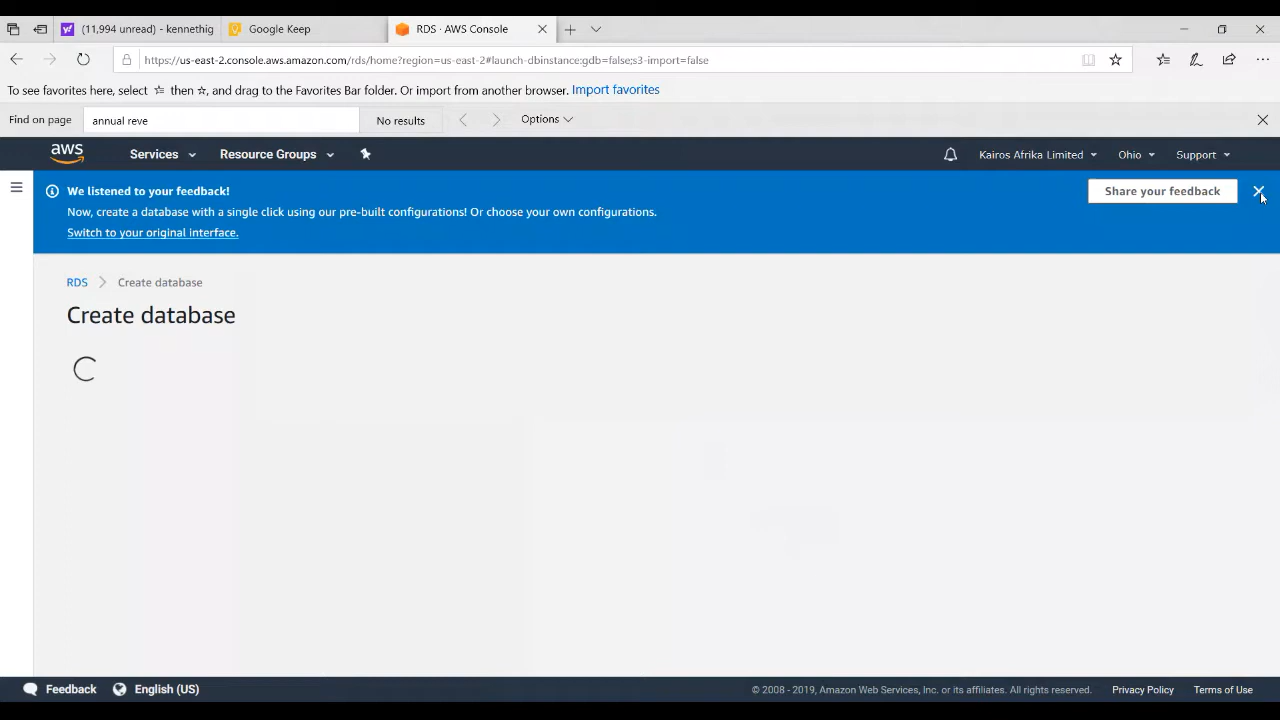 (11,994 unread) - kennethig
Google Keep
RDS · AWS Console
https://us-east-2.console.aws.amazon.com/rds/home?region=us-east-2#launch-dbinstance:gdb=false;s3-import=false
To see favorites here, select then ☆, and drag to the Favorites Bar folder. Or import from another browser. Import favorites
Find on page annual reve No results Options
aws Services Resource Groups Kairos Afrika Limited Ohio Support
We listened to your feedback! Share your feedback
Now, create a database with a single click using our pre-built configurations! Or choose your own configurations.
Switch to your original interface.
RDS > Create database
Create database
Feedback English (US) © 2008 - 2019, Amazon Web Services, Inc. or its affiliates. All rights reserved. Privacy Policy Terms of Use